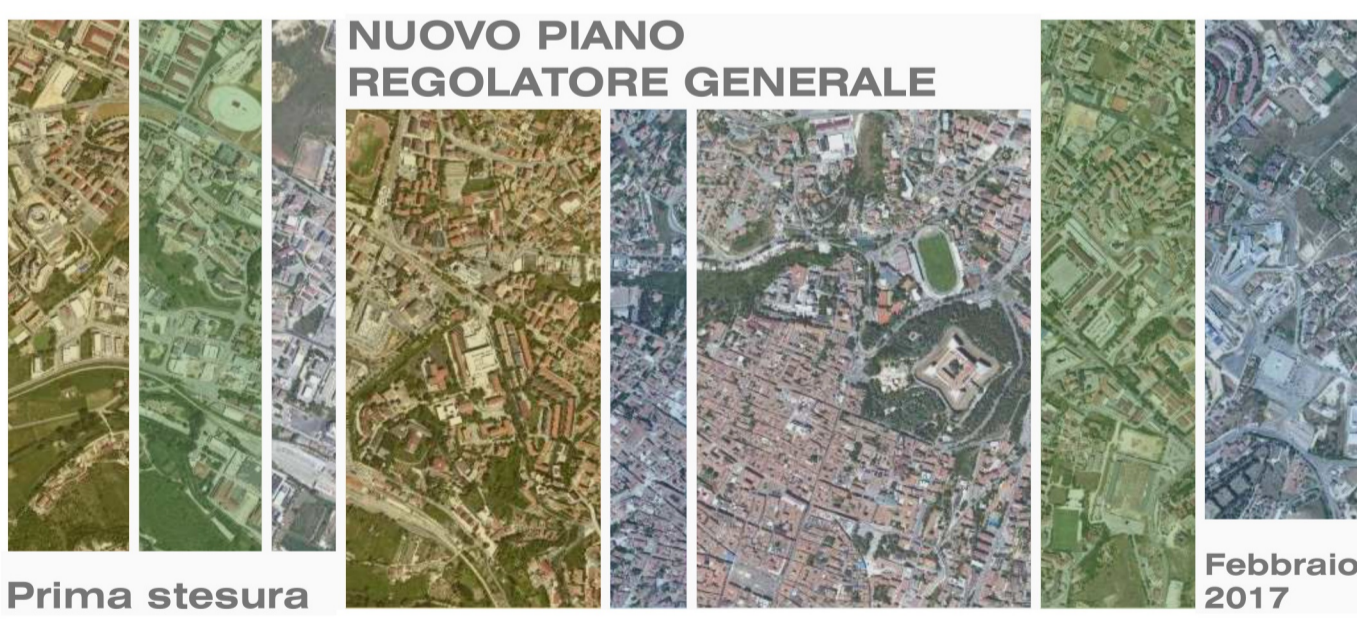 NUOVO PIANO
REGOLATORE GENERALE
Prima stesura
Febbraio
2017